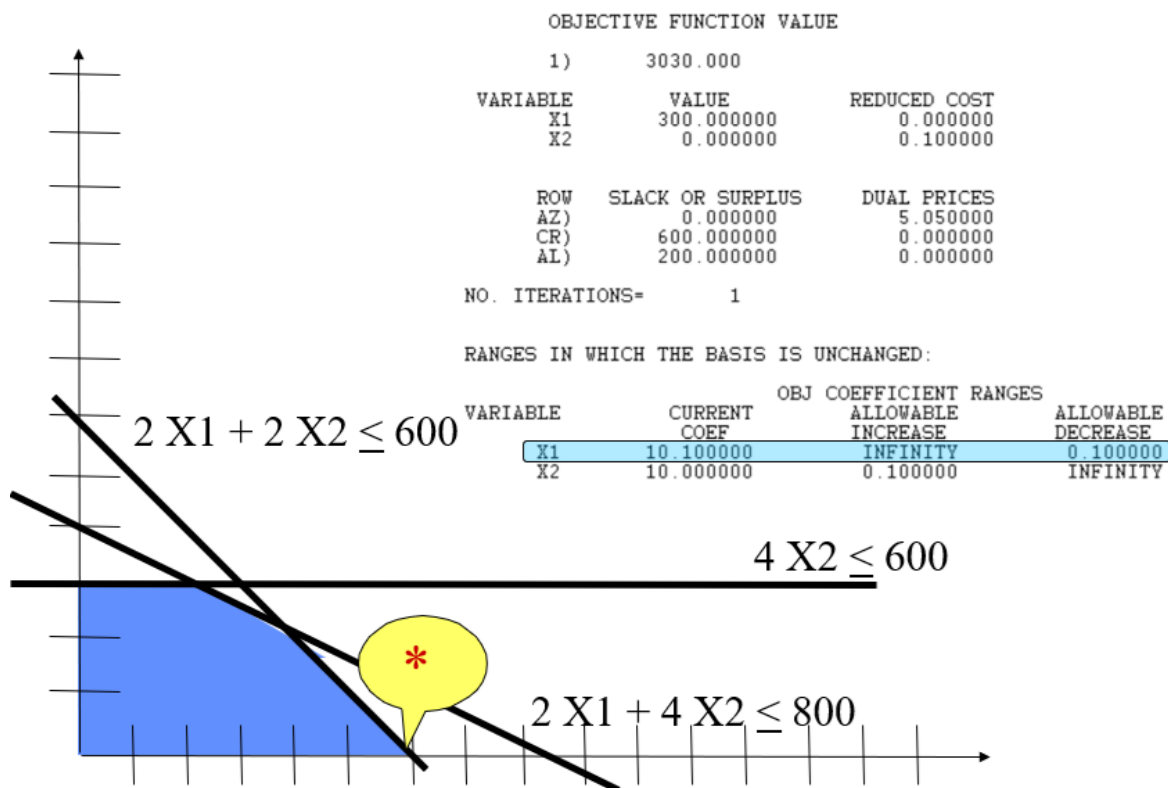 OBJECTIVE FUNCTION VALUE
1) 3030.000
VARIABLE VALUE REDUCED COST
X1 300.000000 0.000000
X2 0.000000 0.100000
ROW SLACK OR SURPLUS DUAL PRICES
AZ) 0.000000 5.050000
CR) 600.000000 0.000000
AL) 200.000000 0.000000
NO. ITERATIONS= 1
RANGES IN WHICH THE BASIS IS UNCHANGED:
OBJ COEFFICIENT RANGES
VARIABLE CURRENT ALLOWABLE ALLOWABLE
COEF INCREASE DECREASE
X1 10.100000 INFINITY 0.100000
X2 10.000000 0.100000 INFINITY
2 X1 + 2 X2 ≤ 600
4 X2 ≤ 600
*
2 X1 + 4 X2 ≤ 800